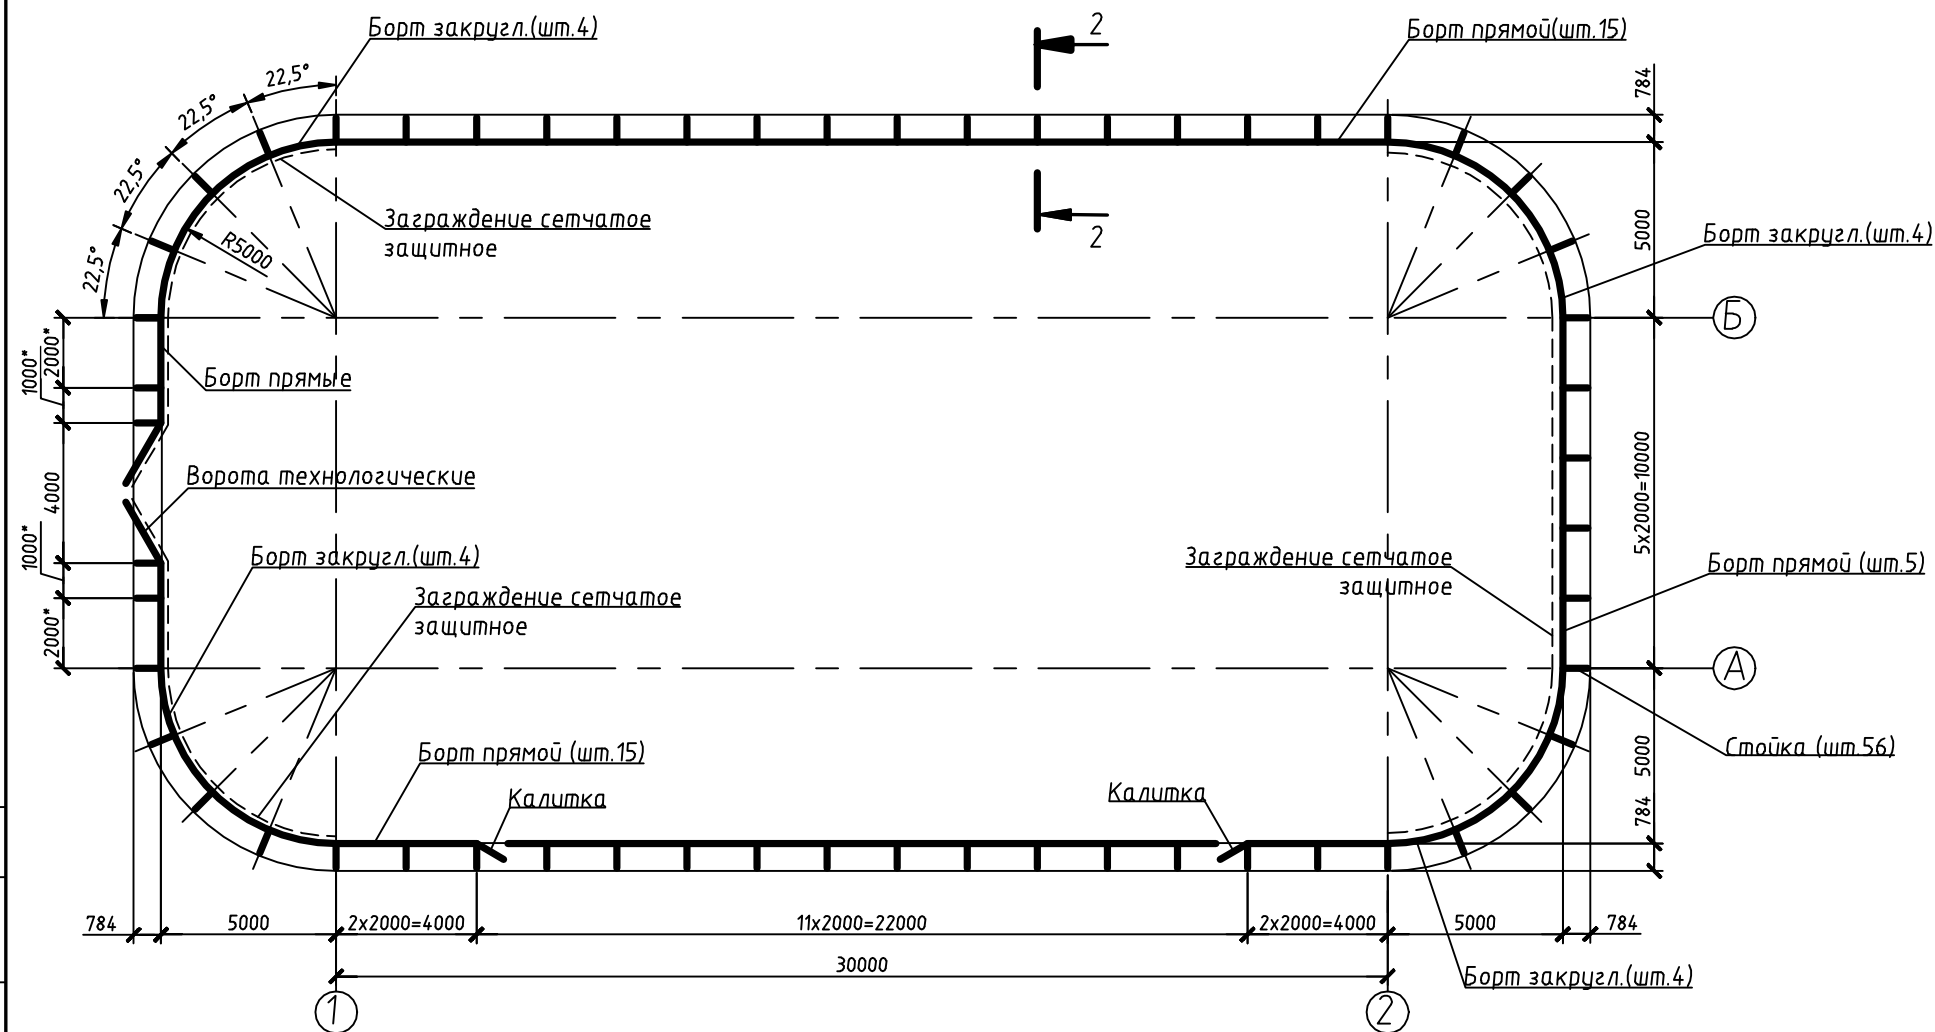 Борт закругл.(шт.4)
2
Борт прямой(шт.15)
22,5°
784
22,5°
22,5°
Заграждение сетчатое
защитное
2
5000
Борт закругл.(шт.4)
R5000
22,5°
Б
1000*
2000*
Борт прямые
4000
Ворота технологические
5х2000=10000
1000*
Борт закругл.(шт.4)
Заграждение сетчатое
защитное
Борт прямой (шт.5)
Заграждение сетчатое
защитное
2000*
А
Борт прямой (шт.15)
Стойка (шт.56)
5000
Калитка
Калитка
784
784
5000
2х2000=4000
11х2000=22000
2х2000=4000
5000
784
30000
Борт закругл.(шт.4)
1
2